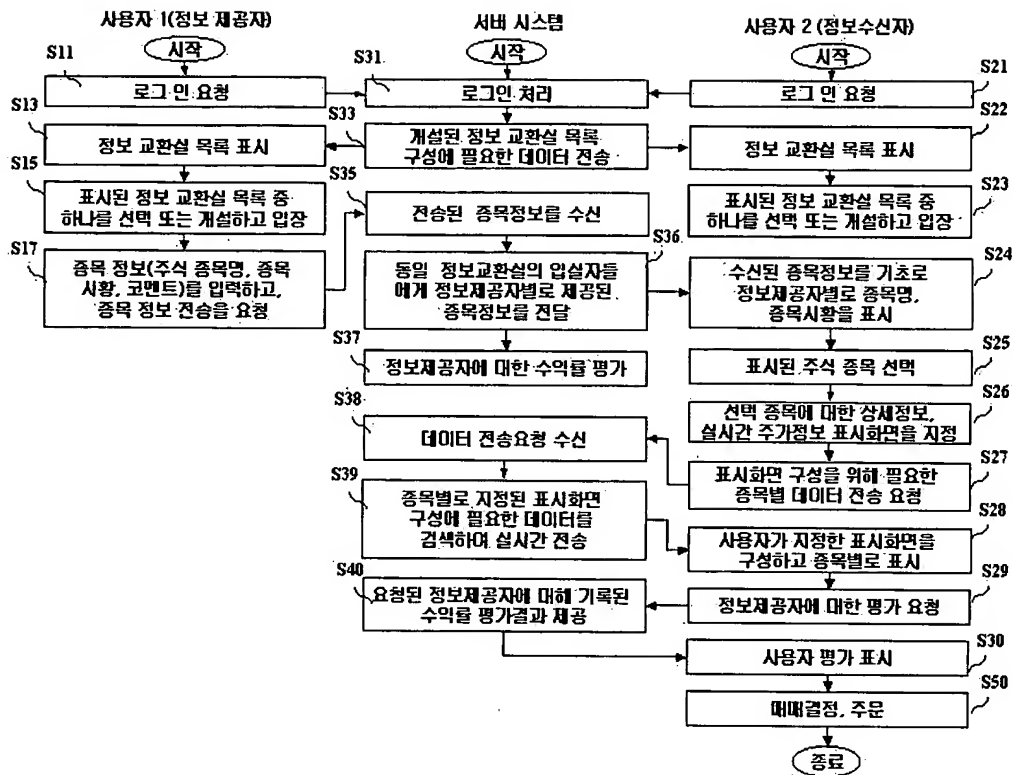 사용자 1(정보 제공자)
시작
S11
로그 인 요청
S13
정보 교환실 목록 표시
S15
표시된 정보 교환실 목록 중
하나를 선택 또는 개설하고 입장
S17
종목 정보(주식 종목명, 종목
시황, 코멘트)를 입력하고,
종목 정보 전송을 요청
서버 시스템
시작
S31
로그인 처리
S33
개설된 정보 교환실 목록
구성에 필요한 데이터 전송
S35
전송된 종목정보를 수신
S36
동일 정보교환실의 입실자들
에게 정보제공자별로 제공된
종목정보를 전달
S37
정보제공자에 대한 수익률 평가
S38
데이터 전송요청 수신
S39
종목별로 지정된 표시화면
구성에 필요한 데이터를
검색하여 실시간 전송
S40
요청된 정보제공자에 대해 기록된
수익률 평가결과 제공
사용자 2 (정보수신자)
시작
S21
로그 인 요청
S22
정보 교환실 목록 표시
S23
표시된 정보 교환실 목록 중
하나를 선택 또는 개설하고 입장
S24
수신된 종목정보를 기초로
정보제공자별로 종목명,
종목시황을 표시
S25
표시된 주식 종목 선택
S26
선택 종목에 대한 상세정보,
실시간 주가정보 표시화면을 지정
S27
표시화면 구성을 위해 필요한
종목별 데이터 전송 요청
S28
사용자가 지정한 표시화면을
구성하고 종목별로 표시
S29
정보제공자에 대한 평가 요청
S30
사용자 평가 표시
S50
매매결정, 주문
종료